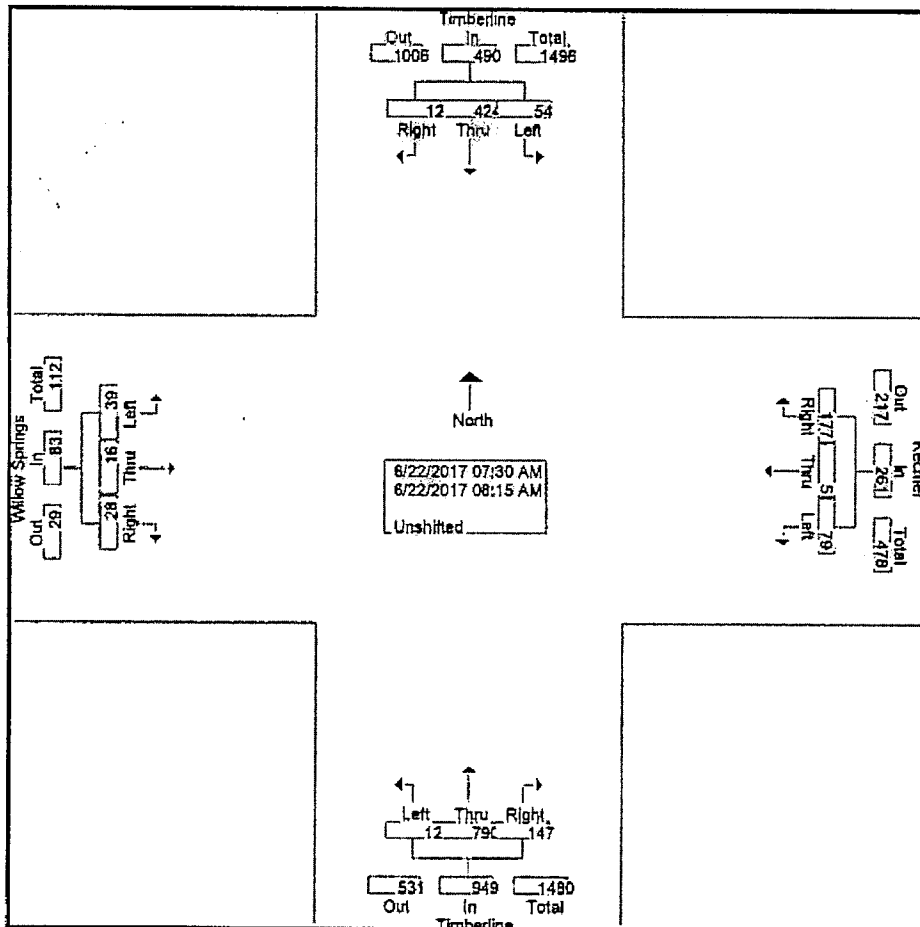 Timberline
Out In Total
1006 490 1496
12 424 54
Right Thru Left
Willow Springs
Total In Out
112 83 29
39 16 28
Left Thru Right
North
6/22/2017 07:30 AM
6/22/2017 08:15 AM
Unshifted
Right Thru Left
177 5 79
217 261 478
Out In Total
Left Thru Right
12 790 147
531 949 1480
Out In Total
Timberline